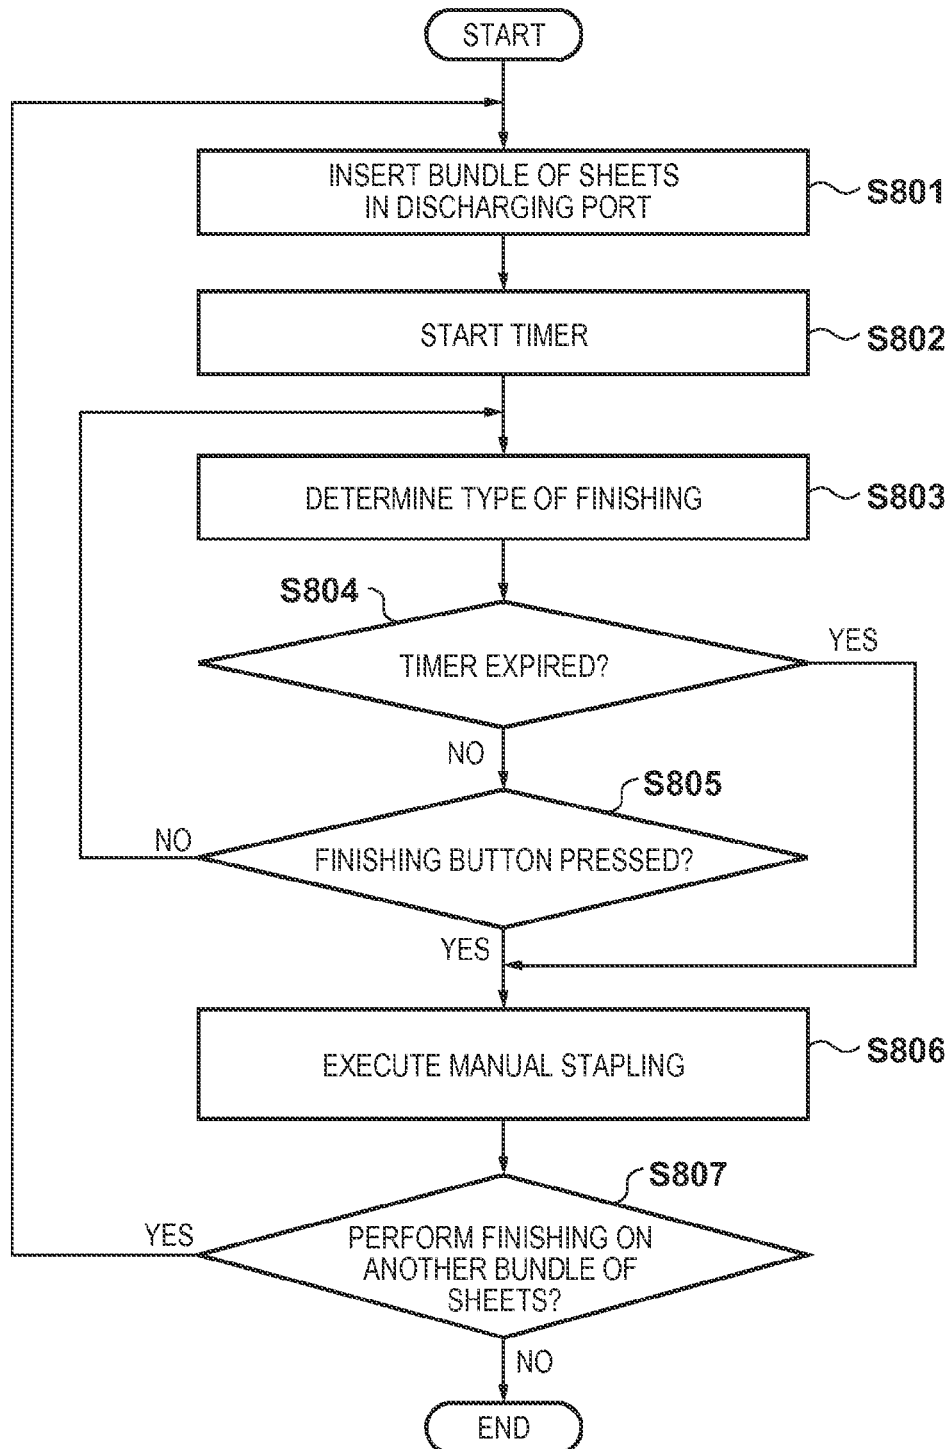 START
INSERT BUNDLE OF SHEETS
IN DISCHARGING PORT
S801
START TIMER
S802
DETERMINE TYPE OF FINISHING
S803
S804
TIMER EXPIRED?
YES
NO
S805
NO
FINISHING BUTTON PRESSED?
YES
EXECUTE MANUAL STAPLING
S806
S807
YES
PERFORM FINISHING ON
ANOTHER BUNDLE OF
SHEETS?
NO
END